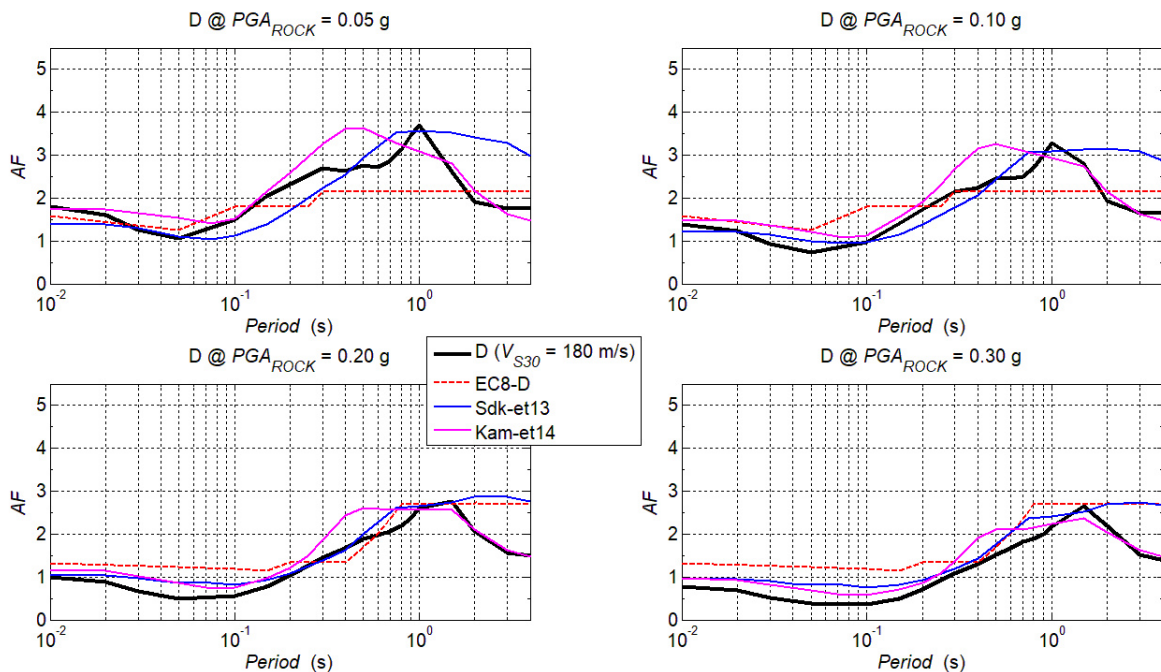 D @ PGA_ROCK = 0.05 g
AF
5
4
3
2
1
0
10^-2
10^-1
10^0
Period (s)
D @ PGA_ROCK = 0.10 g
AF
5
4
3
2
1
0
10^-2
10^-1
10^0
Period (s)
D (V_S30 = 180 m/s)
EC8-D
Sdk-et13
Kam-et14
D @ PGA_ROCK = 0.20 g
AF
5
4
3
2
1
0
10^-2
10^-1
10^0
Period (s)
D @ PGA_ROCK = 0.30 g
AF
5
4
3
2
1
0
10^-2
10^-1
10^0
Period (s)